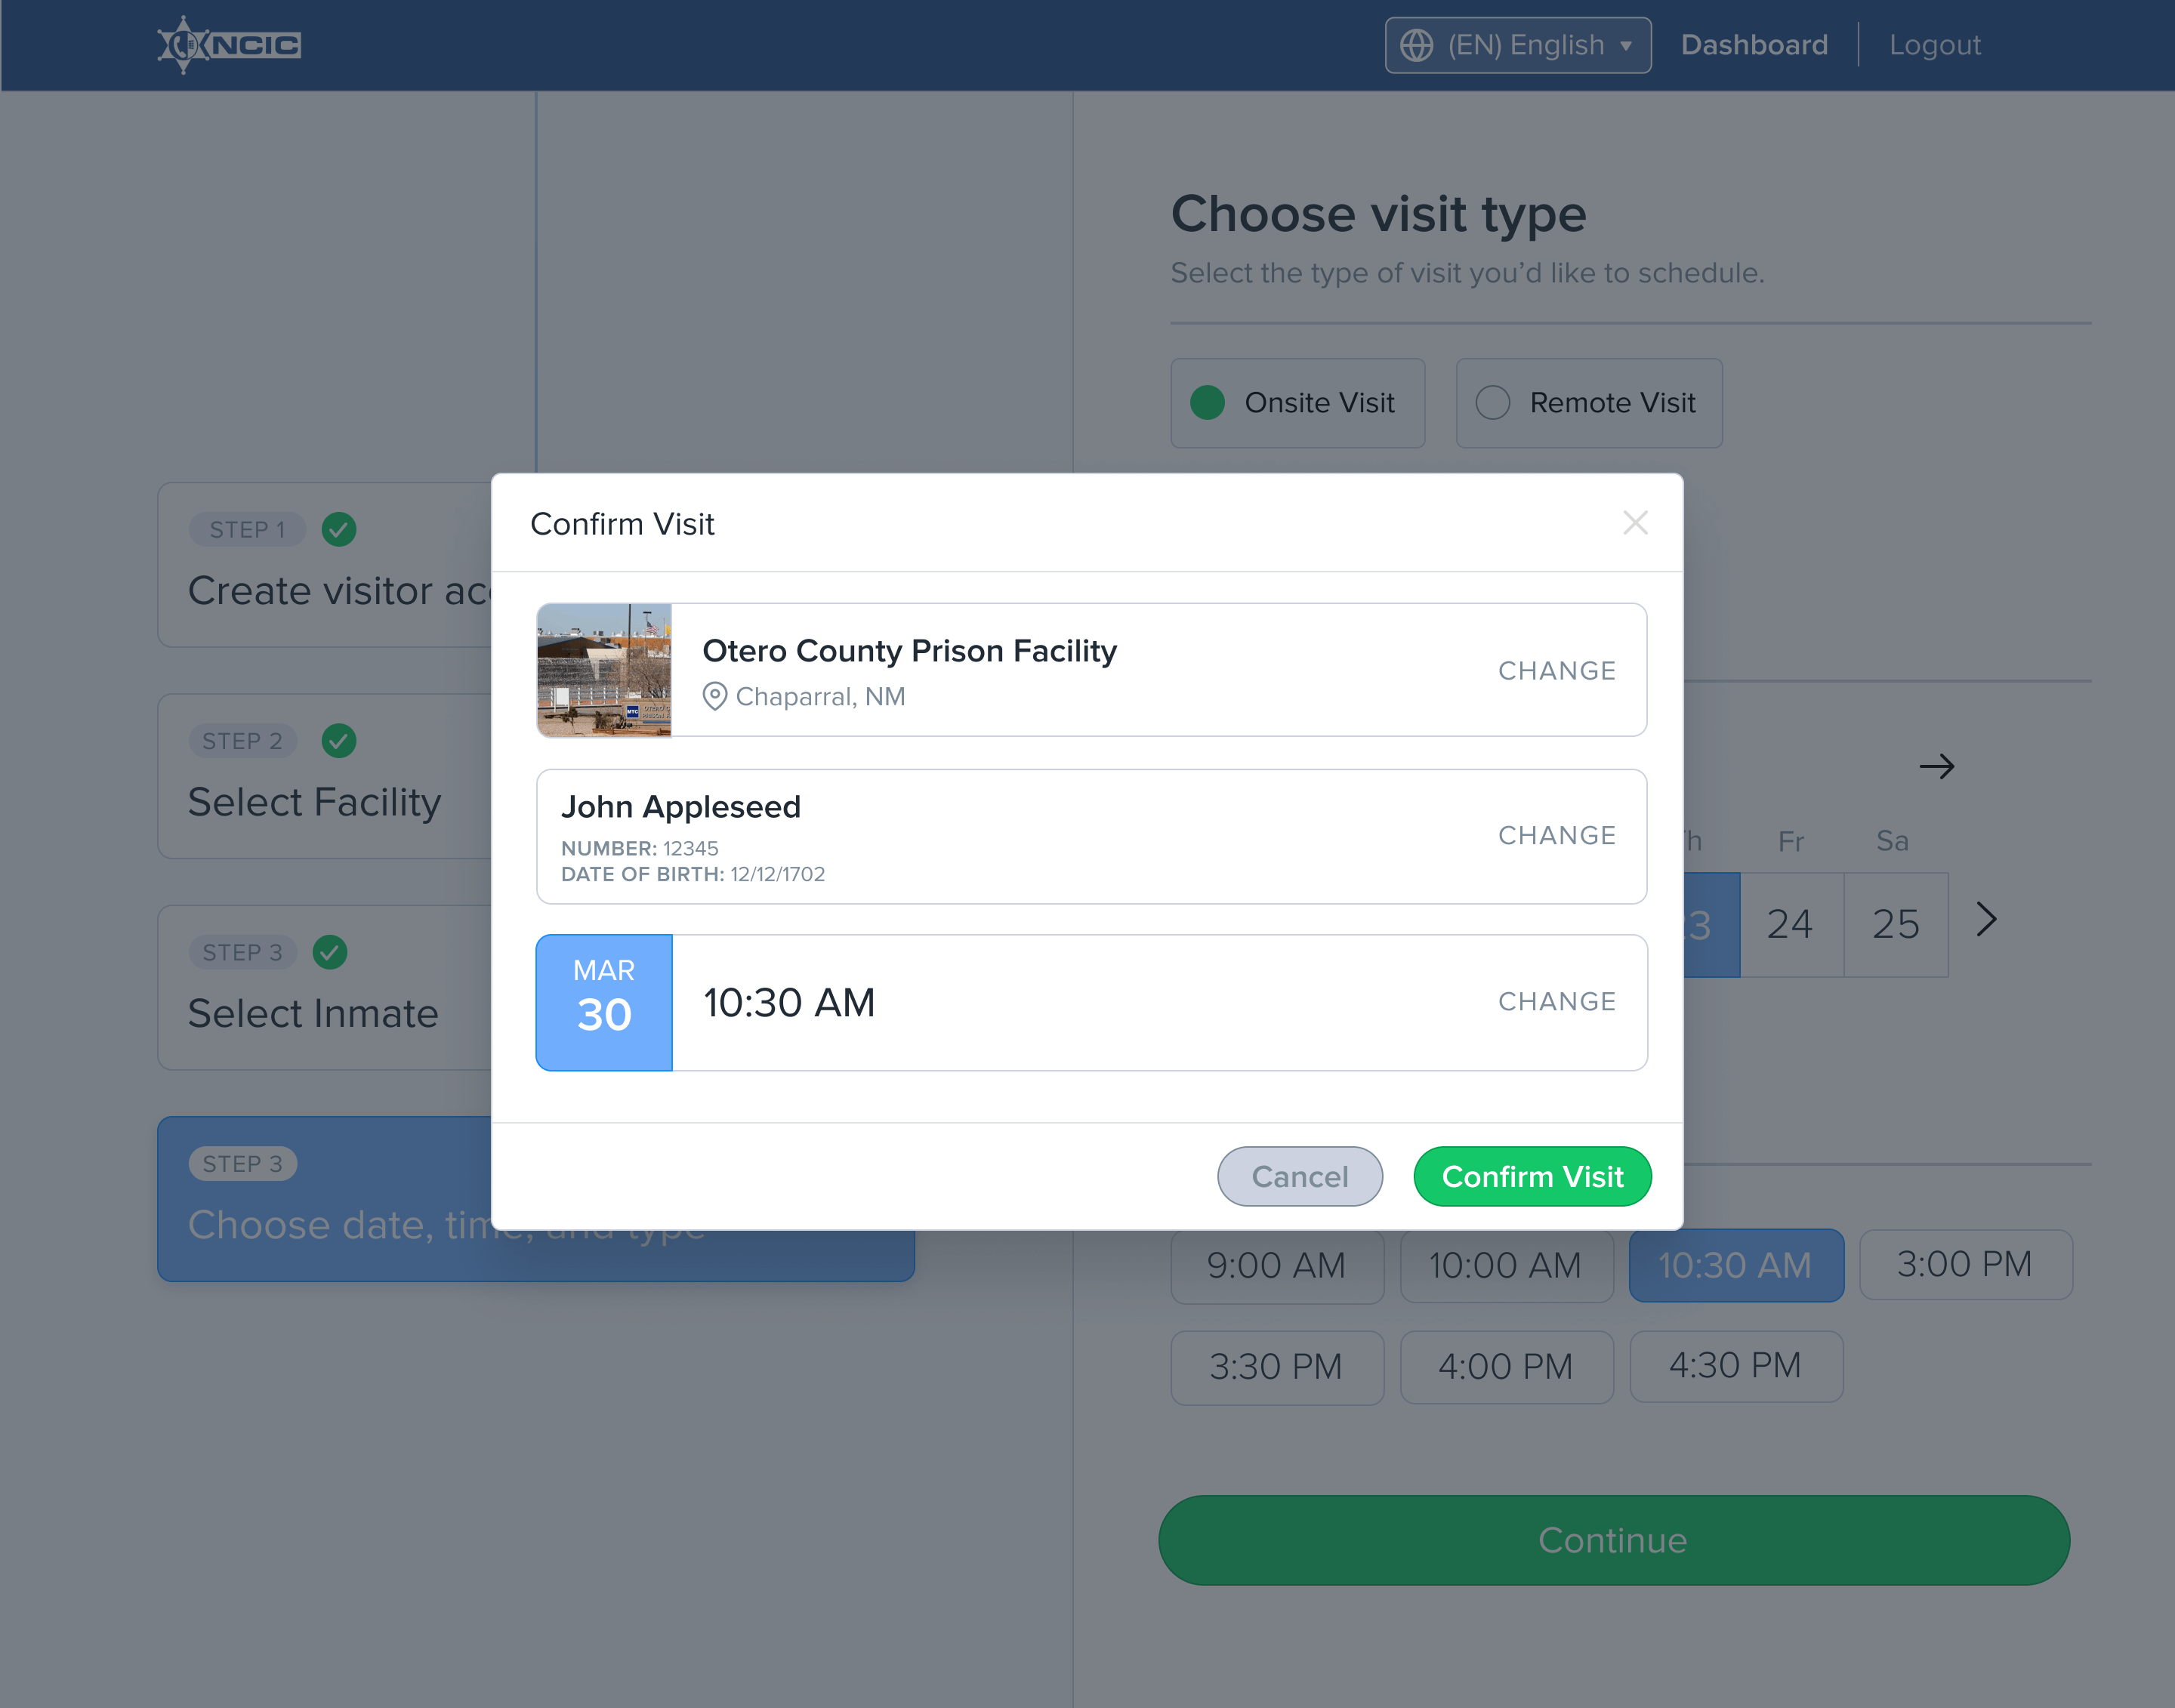 NCIC
(EN) English
Dashboard
Logout
Choose visit type
Select the type of visit you’d like to schedule.
Onsite Visit
Remote Visit
STEP 1
Create visitor
STEP 2
Select Facility
STEP 3
Select Inmate
STEP 3
Choose date, time, and type
Confirm Visit
Otero County Prison Facility
Chaparral, NM
CHANGE
MTC
John Appleseed
NUMBER: 12345
DATE OF BIRTH: 12/12/1702
CHANGE
MAR
30
10:30 AM
CHANGE
Cancel
Confirm Visit
Fr
Sa
24
25
9:00 AM
10:00 AM
10:30 AM
3:00 PM
3:30 PM
4:00 PM
4:30 PM
Continue